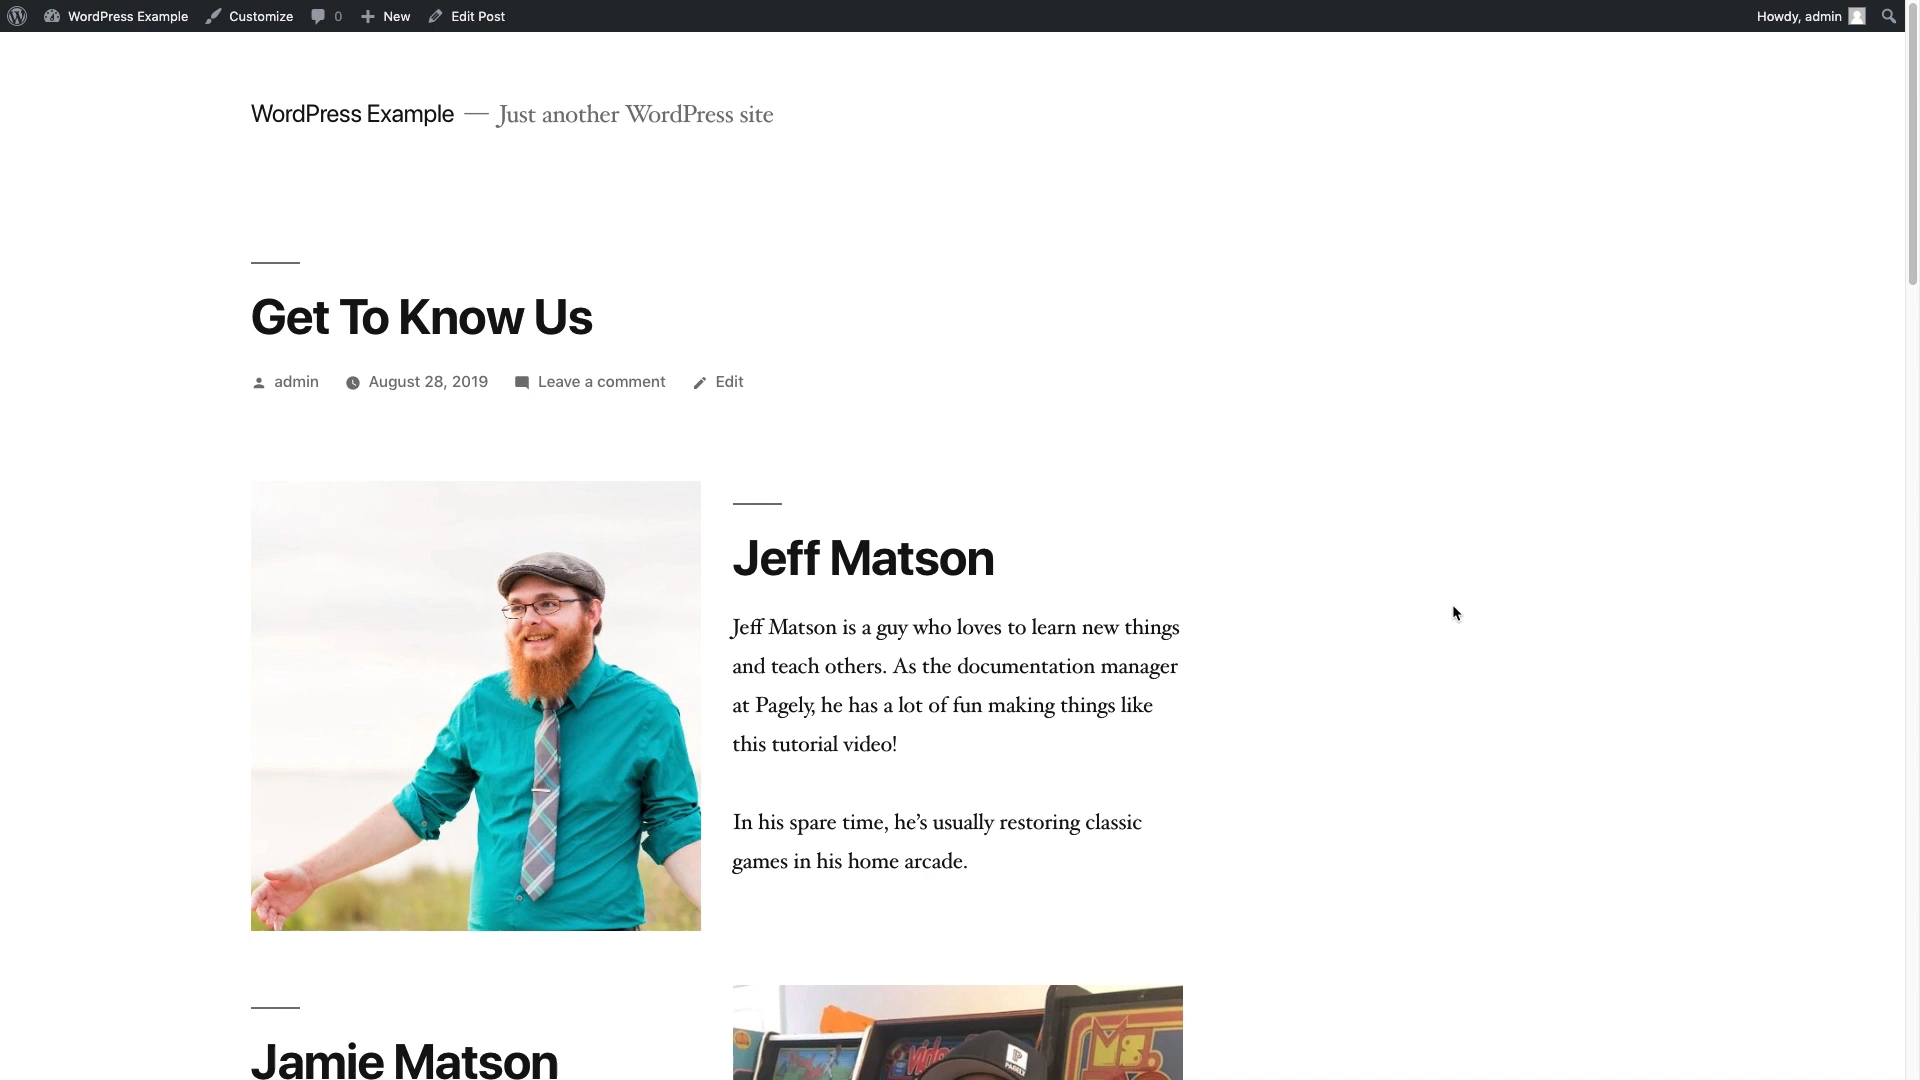 WordPress Example Customize 0 New Edit Post Howdy, admin
WordPress Example — Just another WordPress site
Get To Know Us
admin August 28, 2019 Leave a comment Edit
Jeff Matson
Jeff Matson is a guy who loves to learn new things
and teach others. As the documentation manager
at Pagely, he has a lot of fun making things like
this tutorial video!
In his spare time, he’s usually restoring classic
games in his home arcade.
Jamie Matson
PAGELY